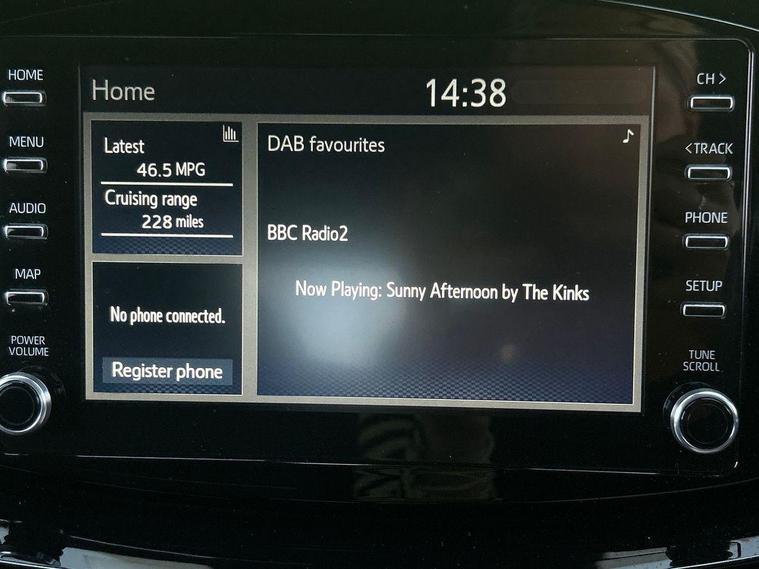 HOME
MENU
AUDIO
MAP
POWER
VOLUME
Home
14:38
Latest
46.5 MPG
Cruising range
228 miles
No phone connected.
Register phone
DAB favourites
BBC Radio2
Now Playing: Sunny Afternoon by The Kinks
CH >
<TRACK
PHONE
SETUP
TUNE
SCROLL